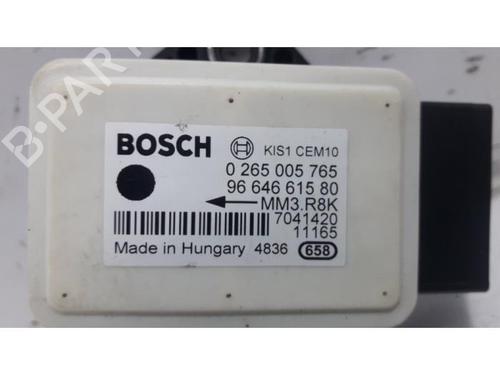 BOSCH KIS1 CEM10
0 265 005 765
96 646 615 80
MM3.R8K
7041420
11165
Made in Hungary 4836 658
B-PARTS